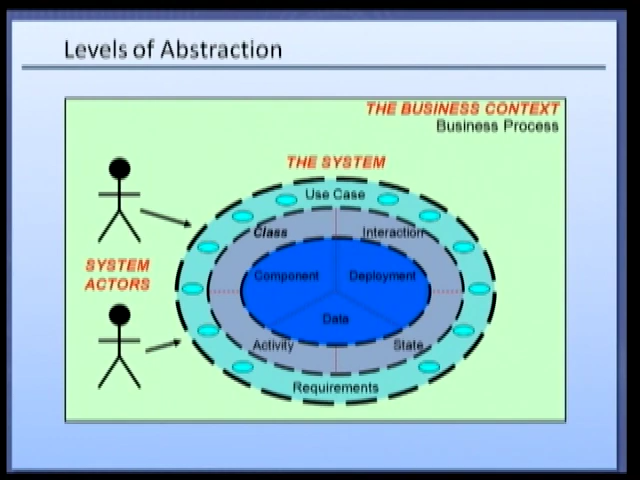 Levels of Abstraction
THE BUSINESS CONTEXT
Business Process
THE SYSTEM
Use Case
Class
Interaction
SYSTEM
ACTORS
Component
Deployment
Data
Activity
State
Requirements